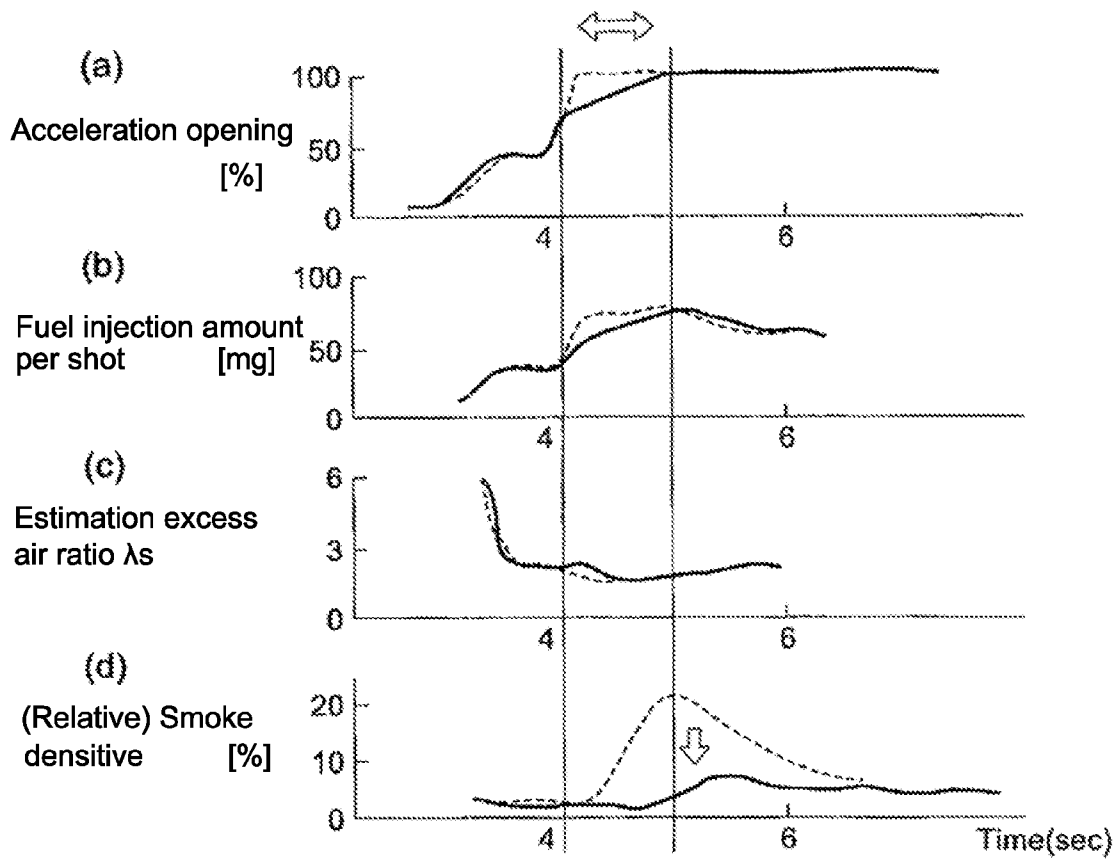 (a)
Acceleration opening
[%]
100
50
0
4
6
(b)
Fuel injection amount
per shot [mg]
100
50
0
4
6
(c)
Estimation excess
air ratio λs
6
3
0
4
6
(d)
(Relative) Smoke
densitive [%]
20
10
0
4
6
Time(sec)